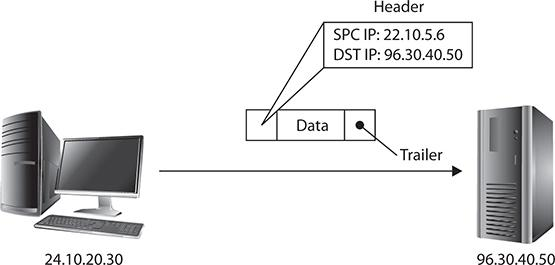 Header
SPC IP: 22.10.5.6
DST IP: 96.30.40.50
Data
Trailer
24.10.20.30
96.30.40.50